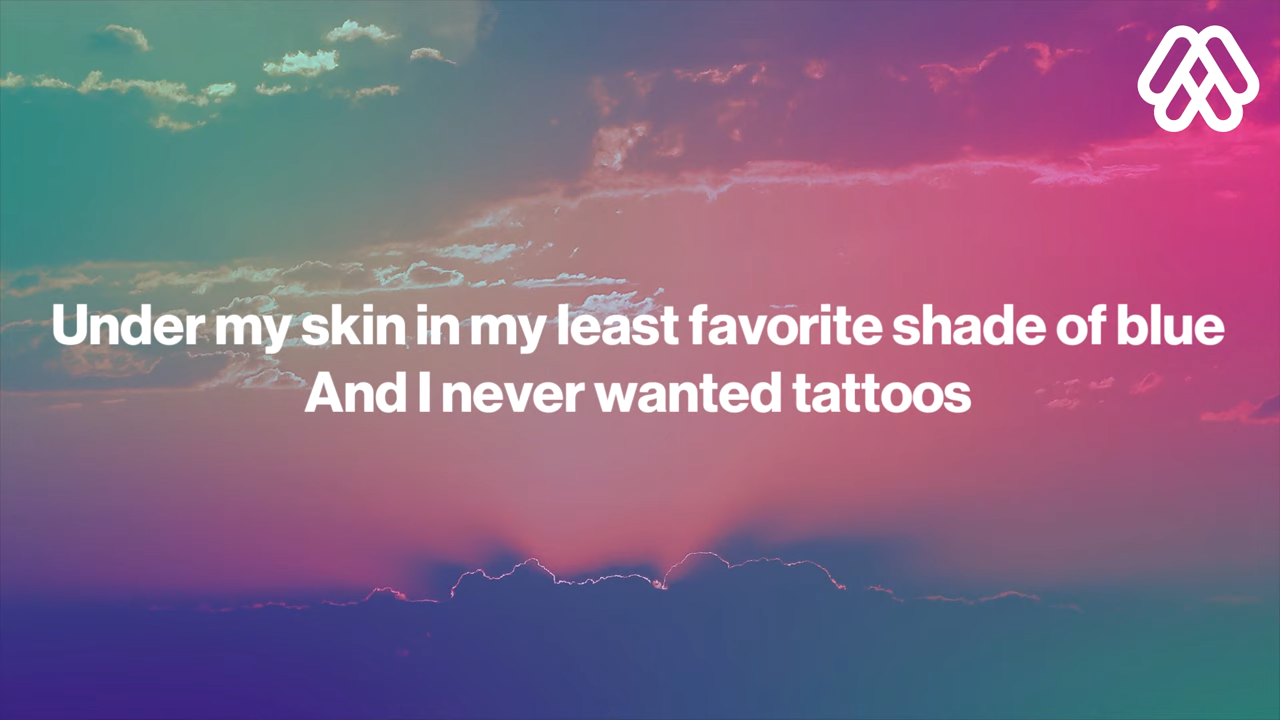 Under my skin in my least favorite shade of blue
And I never wanted tattoos